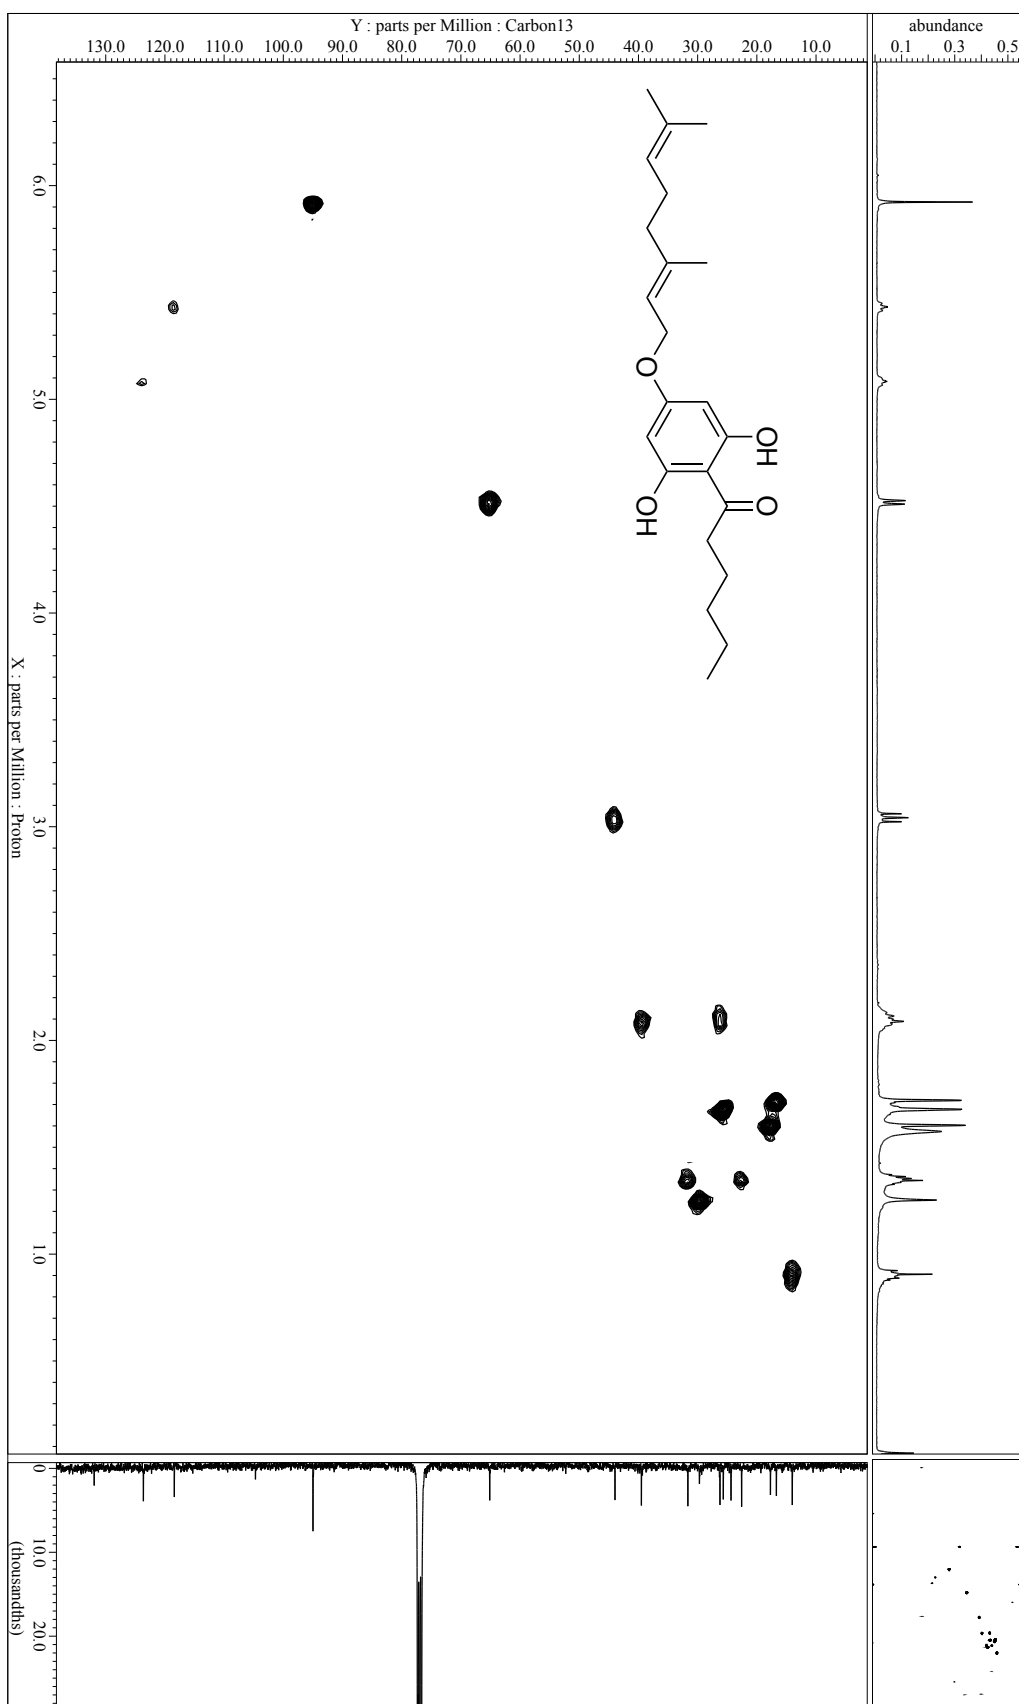 Y : parts per Million : Carbon13
130.0 120.0 110.0 100.0 90.0 80.0 70.0 60.0 50.0 40.0 30.0 20.0 10.0
abundance
0.1 0.3 0.5
6.0
5.0
4.0
3.0
2.0
1.0
X : parts per Million : Proton
O
OH
OH
O
0
10.0
20.0
(thousandths)